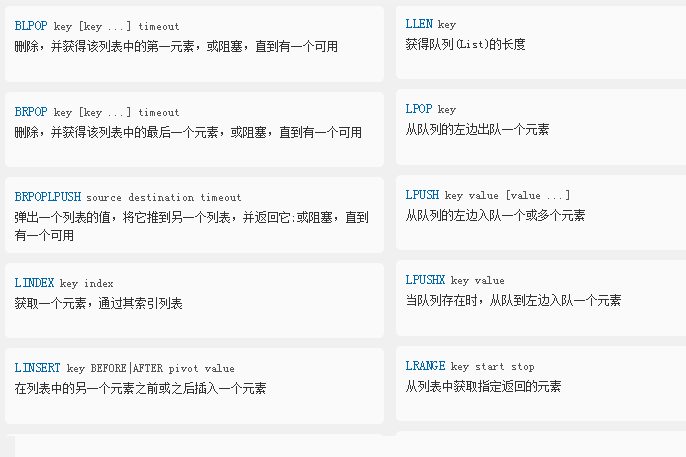 BLPOP key [key ...] timeout
删除，并获得该列表中的第一元素，或阻塞，直到有一个可用
BRPOP key [key ...] timeout
删除，并获得该列表中的最后一个元素，或阻塞，直到有一个可用
BRPOPLPUSH source destination timeout
弹出一个列表的值，将它推到另一个列表，并返回它;或阻塞，直到
有一个可用
LINDEX key index
获取一个元素，通过其索引列表
LINSERT key BEFORE|AFTER pivot value
在列表中的另一个元素之前或之后插入一个元素
LLEN key
获得队列(List)的长度
LPOP key
从队列的左边出队一个元素
LPUSH key value [value ...]
从队列的左边入队一个或多个元素
LPUSHX key value
当队列存在时，从队到左边入队一个元素
LRANGE key start stop
从列表中获取指定返回的元素